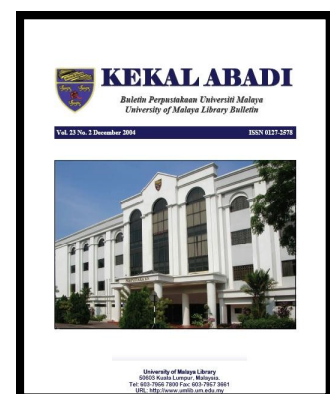 KEKAL ABADI
Buletin Perpustakaan Universiti Malaya
University of Malaya Library Bulletin
Vol. 23 No. 2 December 2004 ISSN 0127-2578
University of Malaya Library
50603 Kuala Lumpur, Malaysia.
Tel: 603-7956 7800 Fax: 603-7957 3661
URL: http://www.umlib.um.edu.my